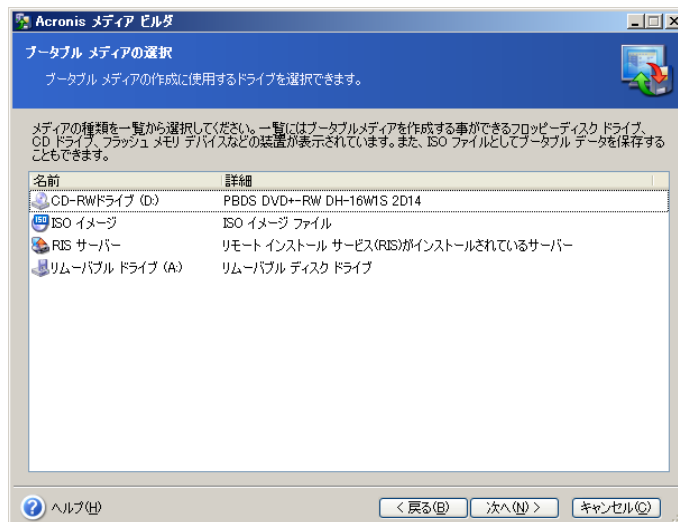 Acronis メディア ビルダ
ブータブル メディアの選択
ブータブル メディアの作成に使用するドライブを選択できます。
メディアの種類を一覧から選択してください。一覧にはブータブルメディアを作成する事ができるフロッピーディスク ドライブ、
CD ドライブ、フラッシュ メモリ デバイスなどの装置が表示されています。また、ISO ファイルとしてブータブル データを保存する
こともできます。
名前 詳細
CD-RWドライブ (D:) PBDS DVD+-RW DH-16W1S 2D14
ISO イメージ ISO イメージ ファイル
RIS サーバー リモート インストール サービス(RIS)がインストールされているサーバー
リムーバブル ドライブ (A:) リムーバブル ディスク ドライブ
ヘルプ(H) < 戻る(B) 次へ(N) > キャンセル(C)